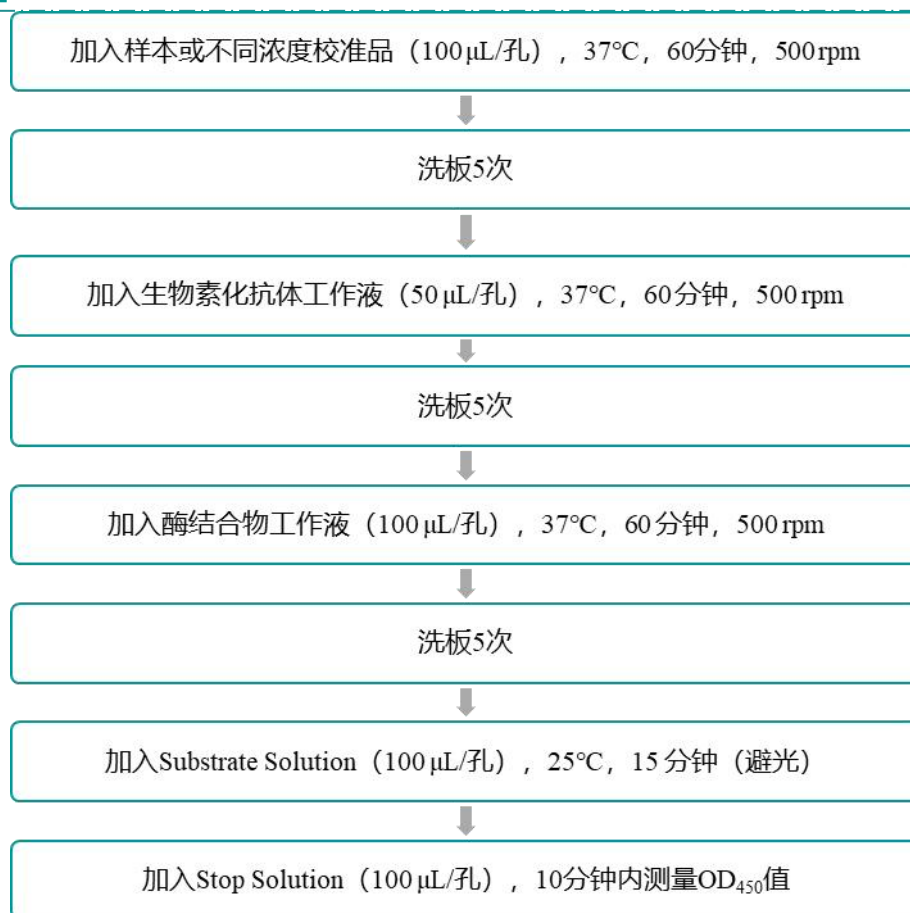 加入样本或不同浓度校准品（100 μL/孔），37℃，60分钟，500 rpm
洗板5次
加入生物素化抗体工作液（50 μL/孔），37℃，60分钟，500 rpm
洗板5次
加入酶结合物工作液（100 μL/孔），37℃，60分钟，500 rpm
洗板5次
加入Substrate Solution（100 μL/孔），25℃，15分钟（避光）
加入Stop Solution（100 μL/孔），10分钟内测量OD₄₅₀值